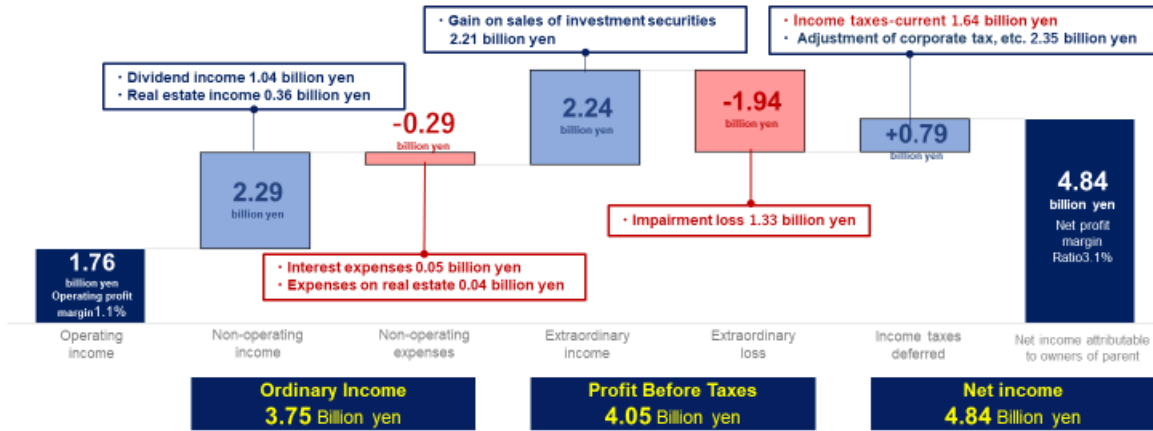 ・Gain on sales of investment securities
2.21 billion yen
・Income taxes-current 1.64 billion yen
・Adjustment of corporate tax, etc. 2.35 billion yen
・Dividend income 1.04 billion yen
・Real estate income 0.36 billion yen
-0.29
billion yen
2.24
billion yen
-1.94
billion yen
+0.79
billion yen
2.29
billion yen
4.84
billion yen
Net profit
margin
Ratio3.1%
・Impairment loss 1.33 billion yen
1.76
billion yen
Operating profit
margin1.1%
・Interest expenses 0.05 billion yen
・Expenses on real estate 0.04 billion yen
Operating
income
Non-operating
income
Non-operating
expenses
Extraordinary
income
Extraordinary
loss
Income taxes
deferred
Net income attributable
to owners of parent
Ordinary Income
3.75 Billion yen
Profit Before Taxes
4.05 Billion yen
Net income
4.84 Billion yen